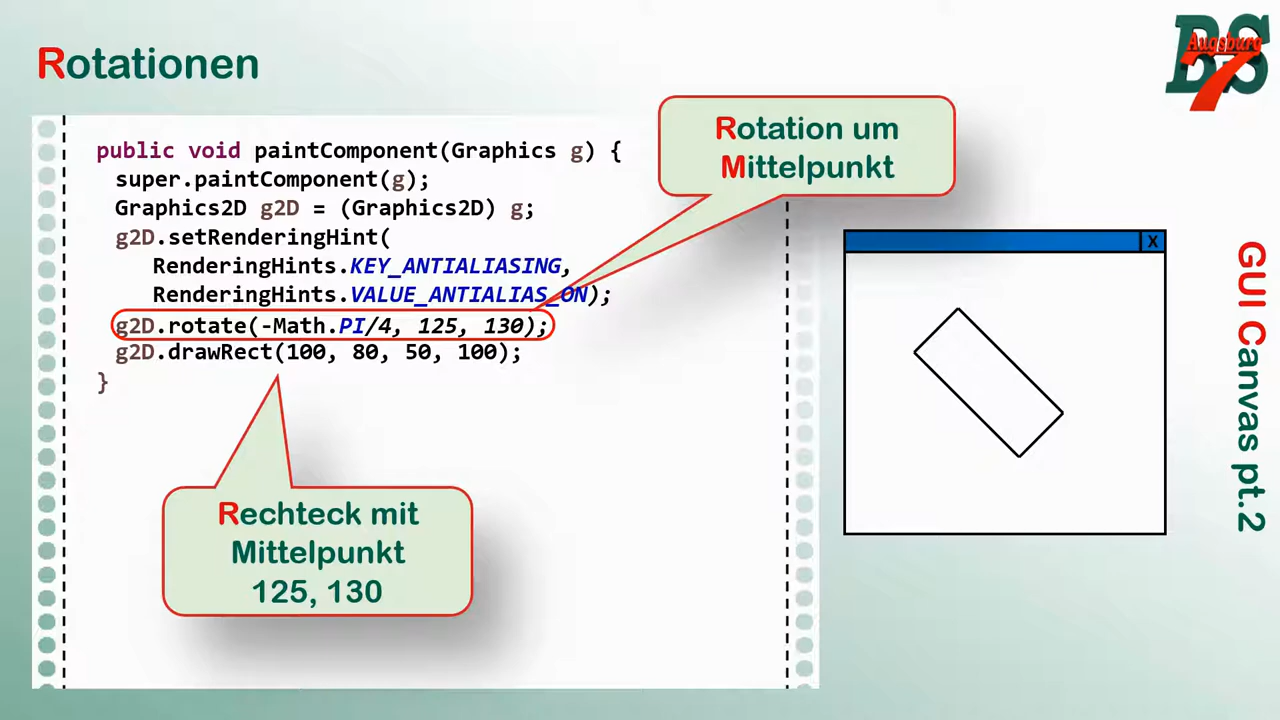 Rotationen
BS
Augsburg
7
public void paintComponent(Graphics g) {
super.paintComponent(g);
Graphics2D g2D = (Graphics2D) g;
g2D.setRenderingHint(
RenderingHints.KEY_ANTIALIASING,
RenderingHints.VALUE_ANTIALIAS_ON);
g2D.rotate(-Math.PI/4, 125, 130);
g2D.drawRect(100, 80, 50, 100);
}
Rotation um
Mittelpunkt
Rechteck mit
Mittelpunkt
125, 130
X
GUI Canvas pt.2